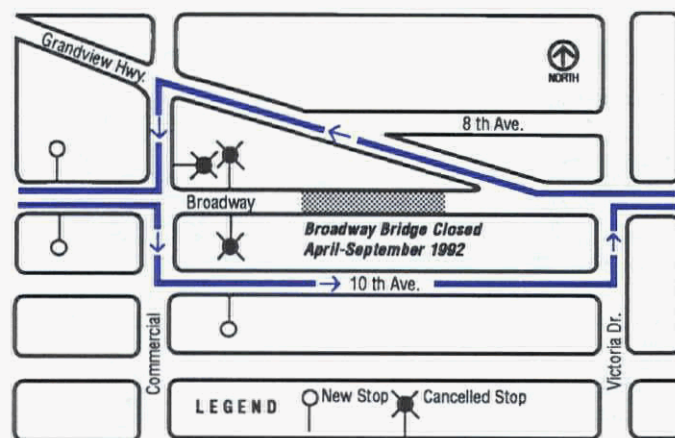 Grandview Hwy.
NORTH
8 th Ave.
Broadway
Broadway Bridge Closed
April-September 1992
10 th Ave.
Commercial
Victoria Dr.
LEGEND New Stop Cancelled Stop